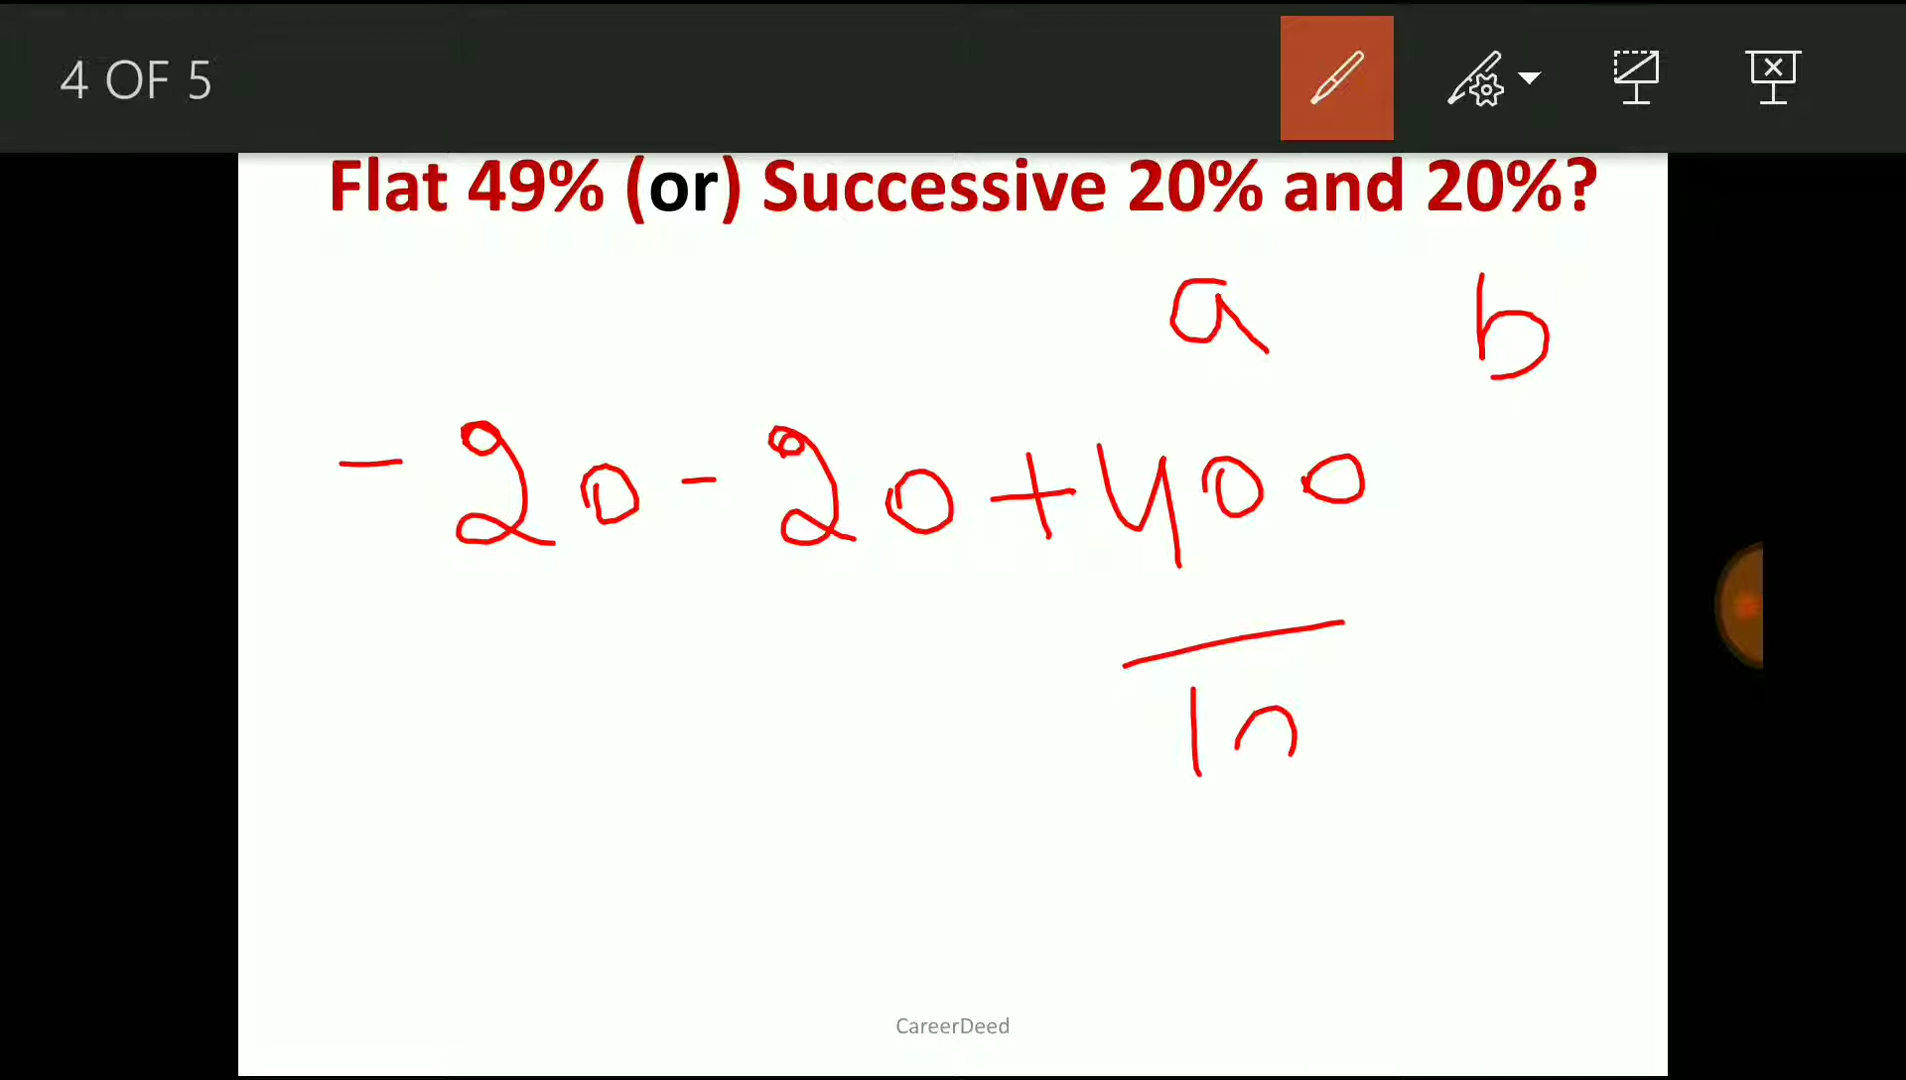 4 OF 5
Flat 49% (or) Successive 20% and 20%?
a b
- 20 - 20 + 400
10
CareerDeed